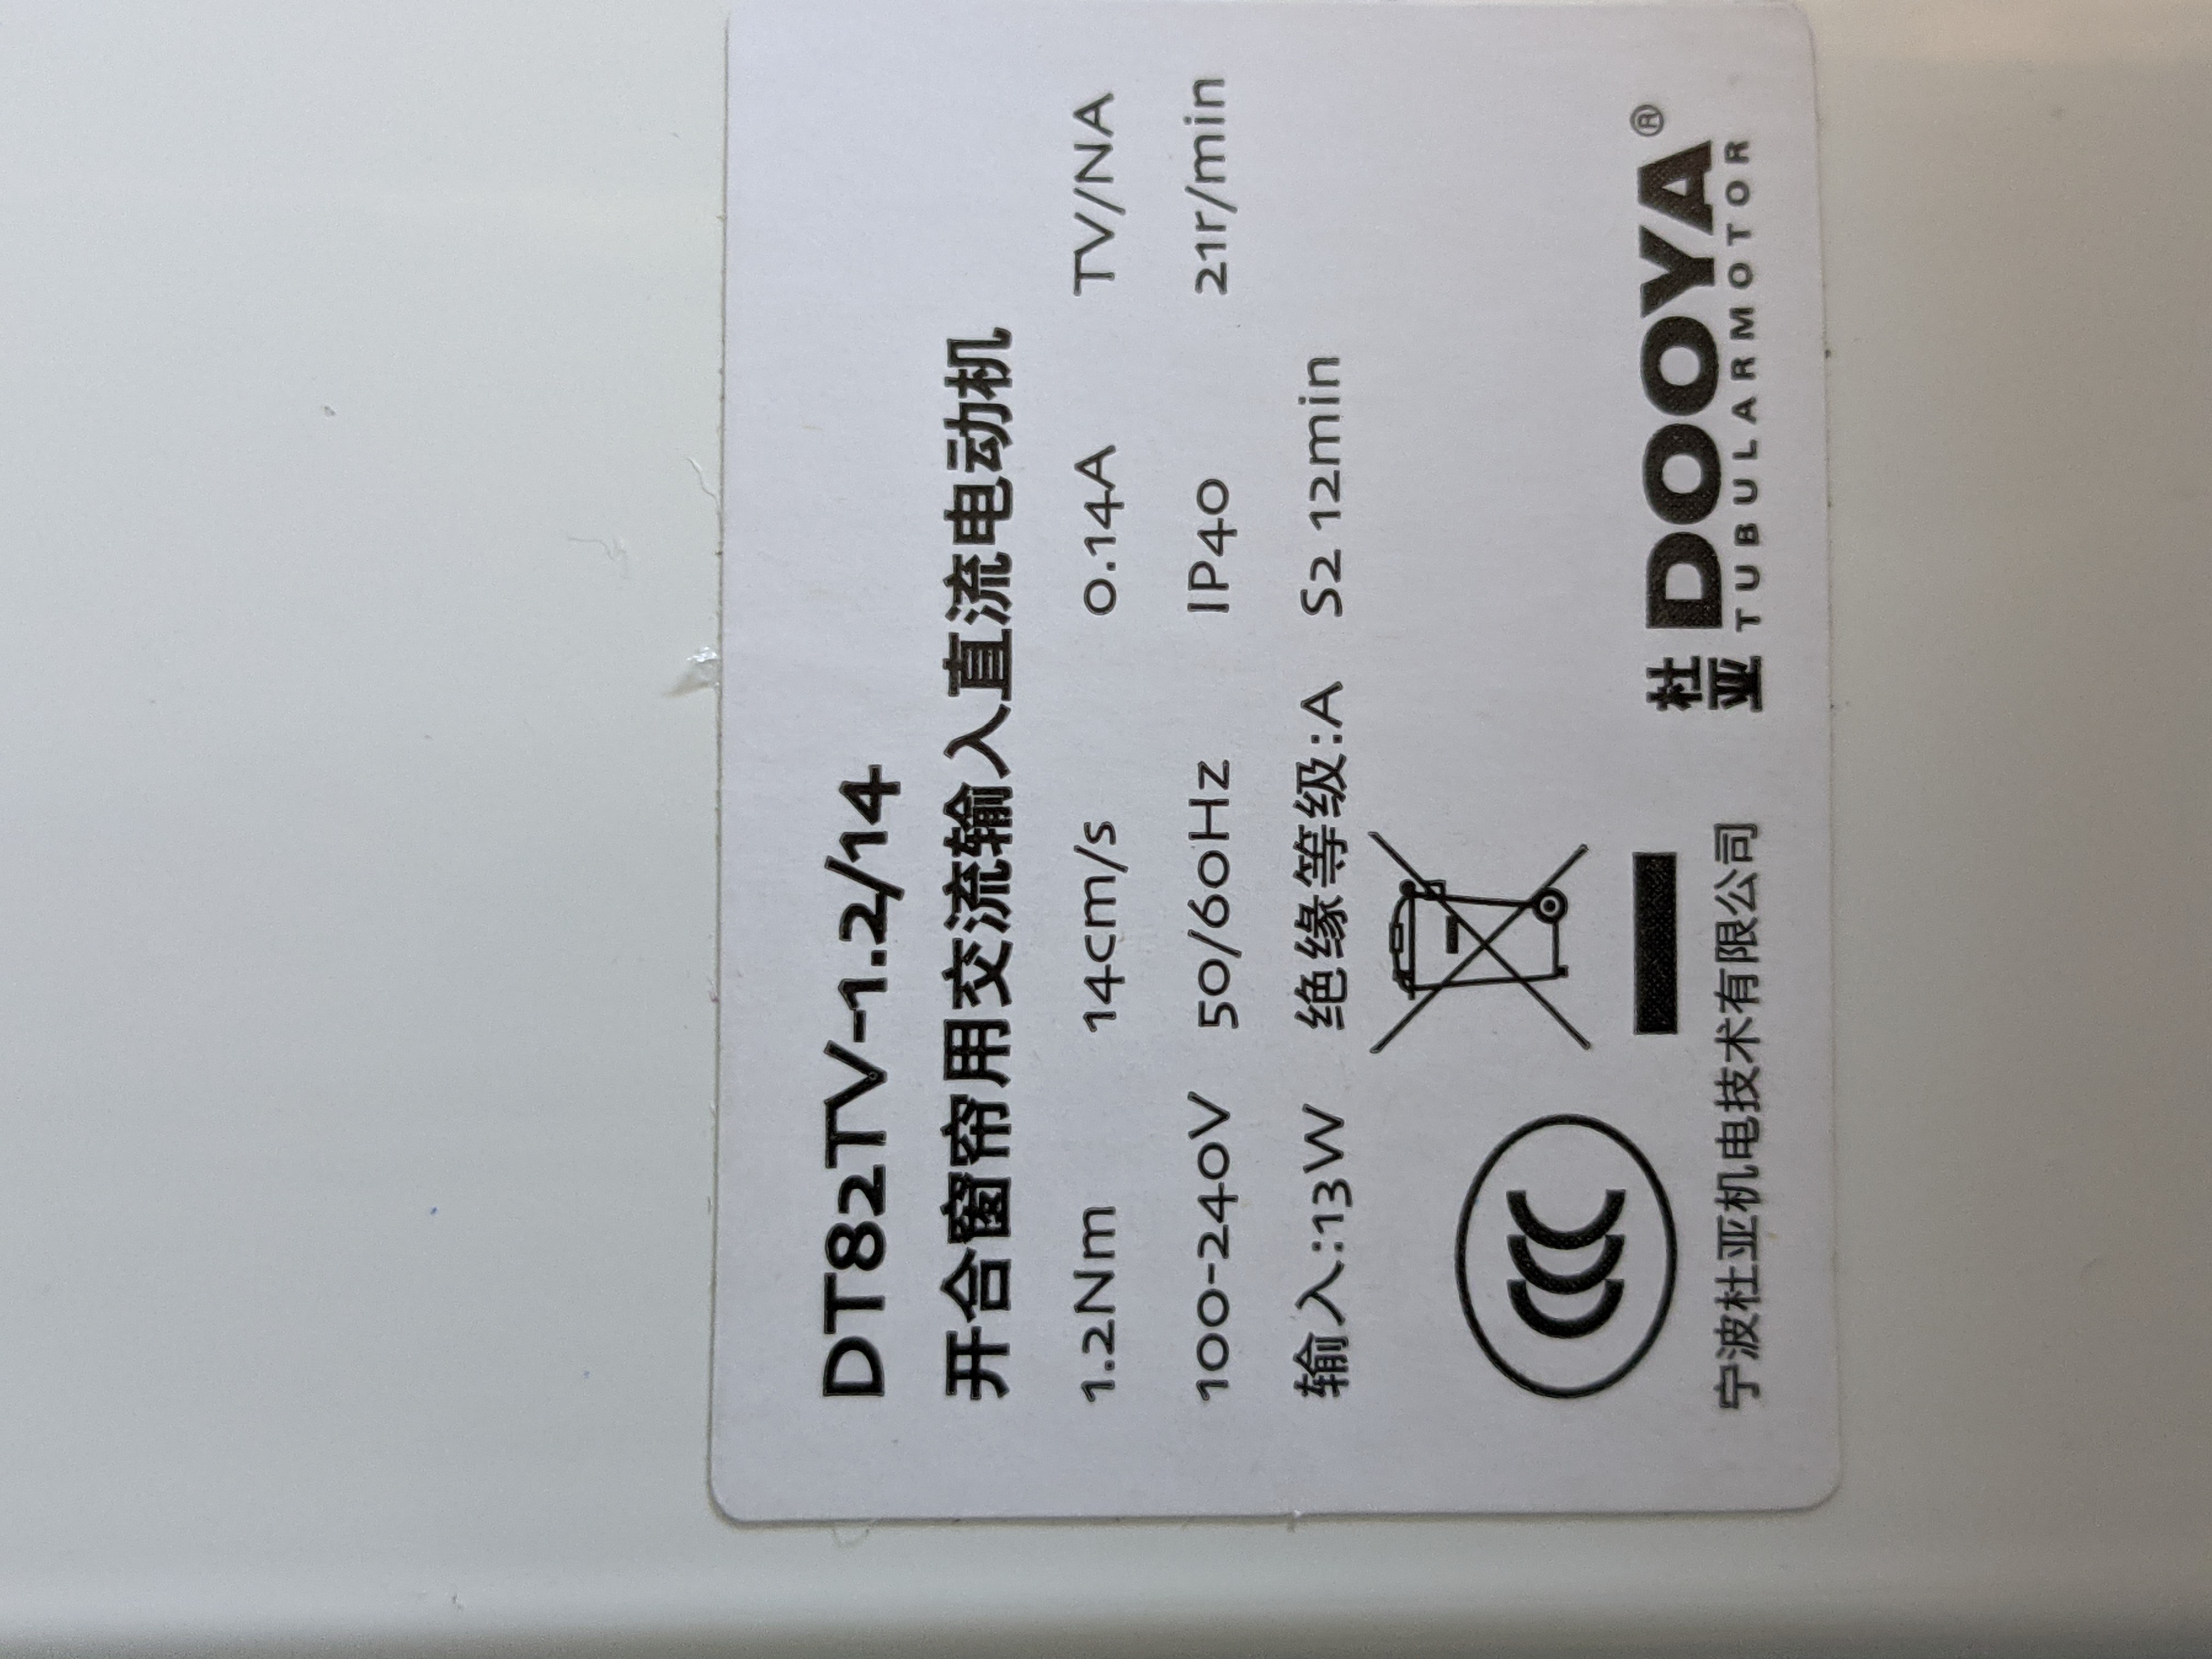 DT82TV-1.2/14
开合窗帘用交流输入直流电动机
1.2Nm 14cm/s 0.14A TV/NA
100-240V 50/60Hz IP40 21r/min
输入:13W 绝缘等级:A S2 12min
CCC
杜亚 DOOYA®
TUBULARMOTOR
宁波杜亚机电技术有限公司